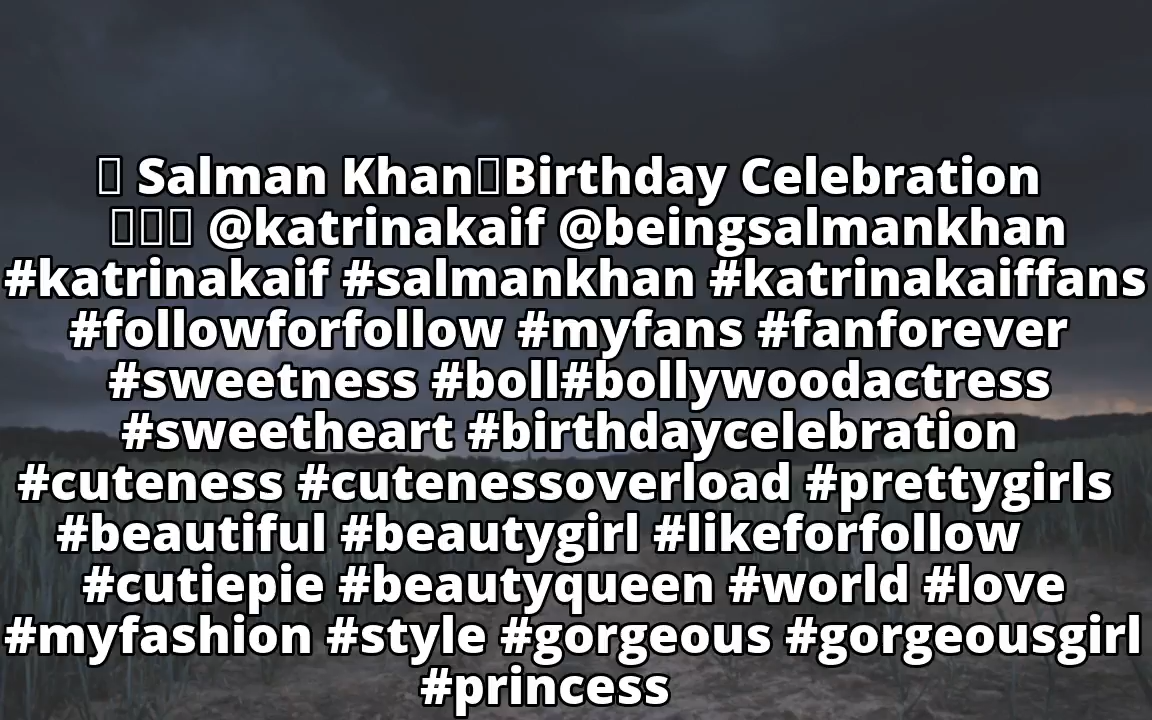 ▯ Salman Khan▯Birthday Celebration
▯▯▯ @katrinakaif @beingsalmankhan
#katrinakaif #salmankhan #katrinakaiffans
#followforfollow #myfans #fanforever
#sweetness #boll#bollywoodactress
#sweetheart #birthdaycelebration
#cuteness #cutenessoverload #prettygirls
#beautiful #beautygirl #likeforfollow
#cutiepie #beautyqueen #world #love
#myfashion #style #gorgeous #gorgeousgirl
#princess